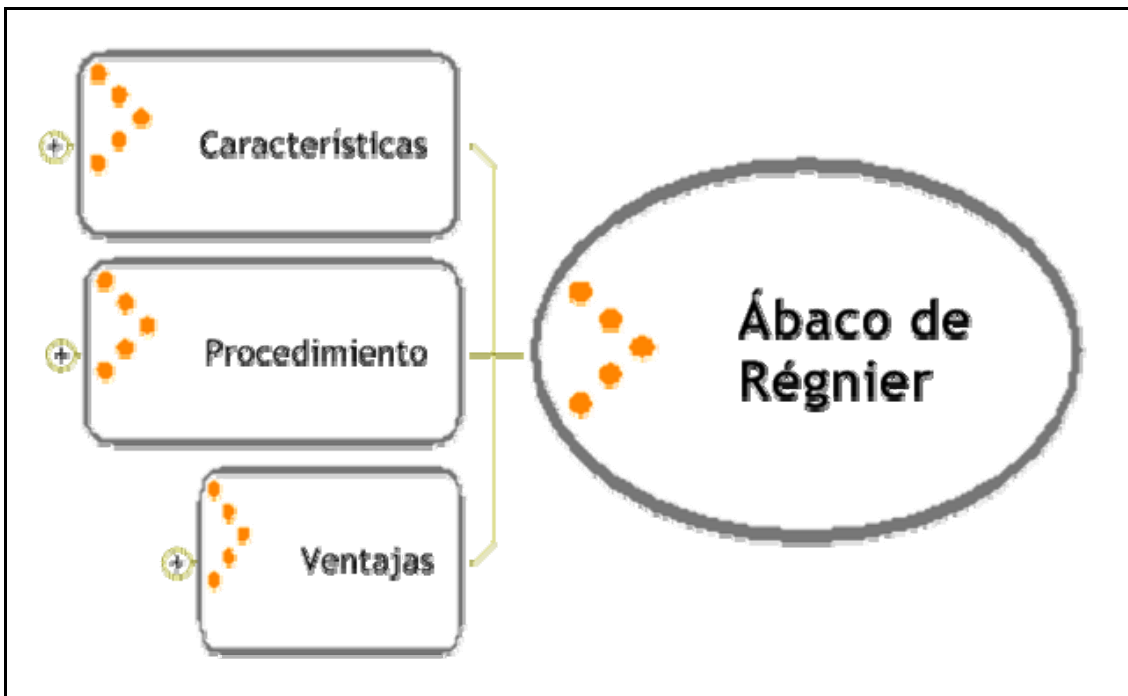 Características
Procedimiento
Ventajas
Ábaco de
Régnier